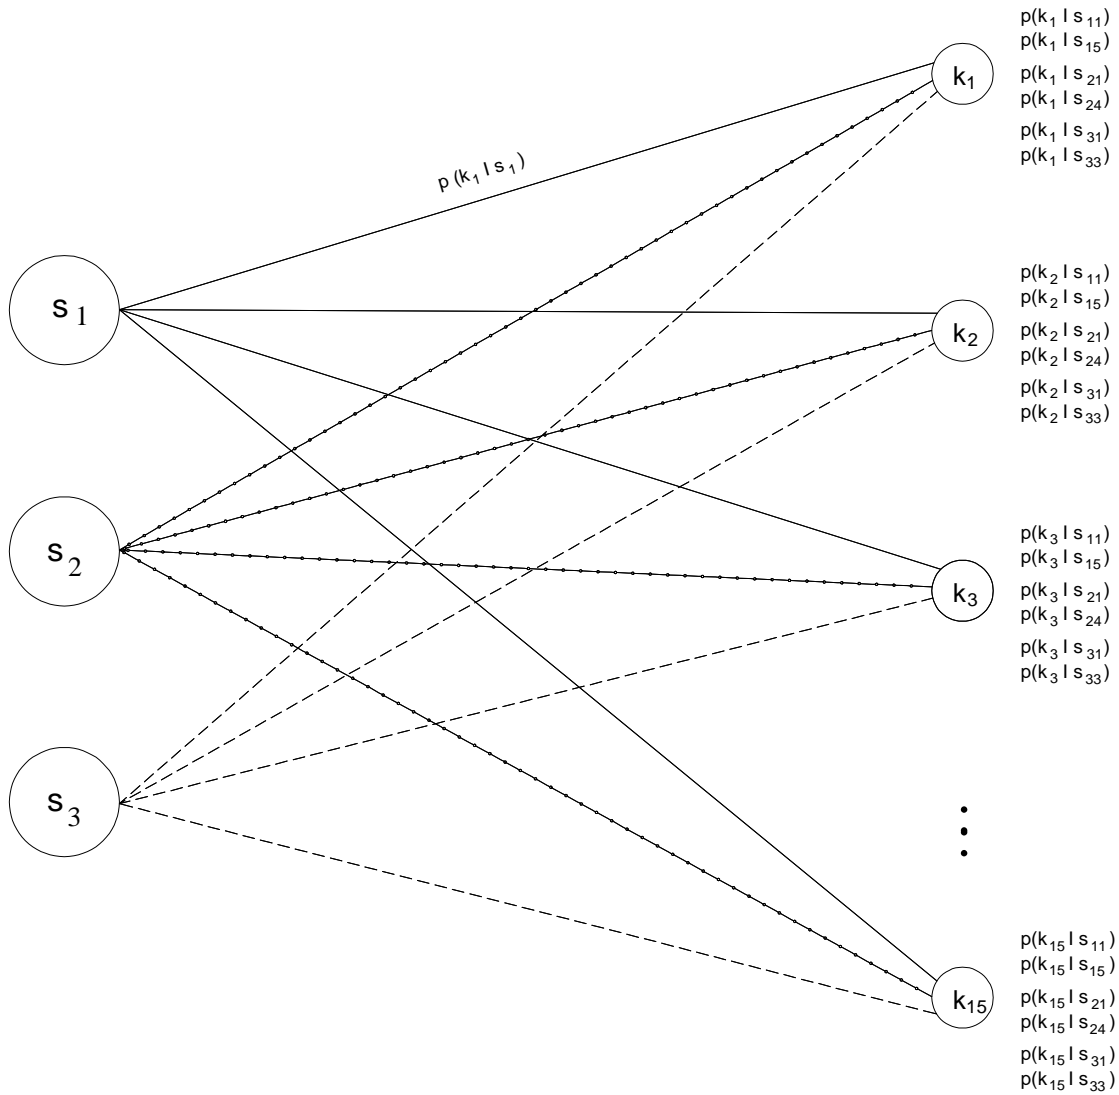 p(k₁ | s₁₁)
p(k₁ | s₁₅)
k₁
p(k₁ | s₂₁)
p(k₁ | s₂₄)
p(k₁ | s₃₁)
p(k₁ | s₃₃)
p (k₁ | s₁)
s₁
p(k₂ | s₁₁)
p(k₂ | s₁₅)
k₂
p(k₂ | s₂₁)
p(k₂ | s₂₄)
p(k₂ | s₃₁)
p(k₂ | s₃₃)
s₂
p(k₃ | s₁₁)
p(k₃ | s₁₅)
k₃
p(k₃ | s₂₁)
p(k₃ | s₂₄)
p(k₃ | s₃₁)
p(k₃ | s₃₃)
s₃
p(k₁₅ | s₁₁)
p(k₁₅ | s₁₅)
k₁₅
p(k₁₅ | s₂₁)
p(k₁₅ | s₂₄)
p(k₁₅ | s₃₁)
p(k₁₅ | s₃₃)